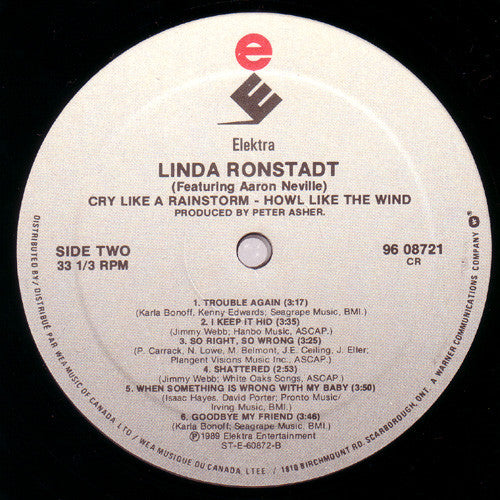 e
E
Elektra
LINDA RONSTADT
(Featuring Aaron Neville)
CRY LIKE A RAINSTORM - HOWL LIKE THE WIND
PRODUCED BY PETER ASHER.
SIDE TWO
33 1/3 RPM
96 08721
CR
1. TROUBLE AGAIN (3:17)
(Karla Bonoff, Kenny Edwards; Seagrape Music, BMI.)
2. I KEEP IT HID (3:35)
(Jimmy Webb; Hanbo Music, ASCAP.)
3. SO RIGHT, SO WRONG (3:25)
(P. Carrack, N. Lowe, M. Belmont, J.E. Ceiling, J. Eller;
Plangent Visions Music Inc., ASCAP.)
4. SHATTERED (2:53)
(Jimmy Webb; White Oaks Songs, ASCAP.)
5. WHEN SOMETHING IS WRONG WITH MY BABY (3:50)
(Isaac Hayes, David Porter; Pronto Music/
Irving Music, BMI.)
6. GOODBYE MY FRIEND (3:46)
(Karla Bonoff; Seagrape Music, BMI.)
Ⓟ1989 Elektra Entertainment
ST-E-60872-B
DISTRIBUTED BY/DISTRIBUÉ PAR WEA MUSIC OF CANADA, LTD / WEA MUSIQUE DU CANADA, LTEE. / 1810 BIRCHMOUNT RD, SCARBOROUGH, ONT. A WARNER COMMUNICATIONS COMPANY